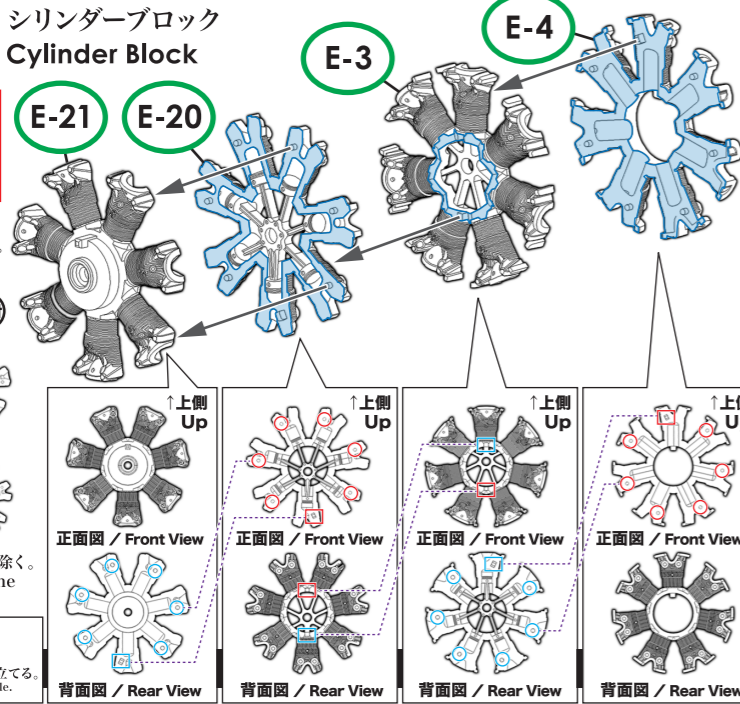 シリンダーブロック
Cylinder Block
E-21
E-20
E-3
E-4
↑上側
Up
正面図 / Front View
背面図 / Rear View
↑上側
Up
正面図 / Front View
背面図 / Rear View
↑上側
Up
正面図 / Front View
背面図 / Rear View
↑上側
Up
正面図 / Front View
背面図 / Rear View
除く。
ne
立てる。
le.